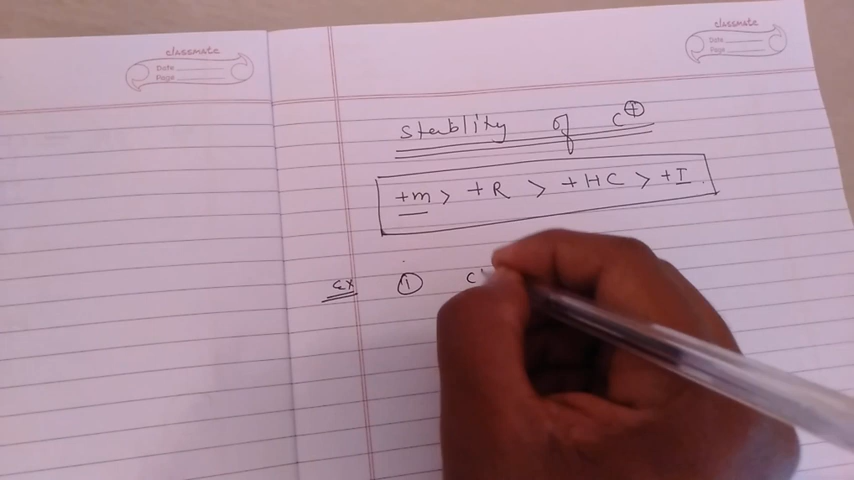 classmate
Date
Page
classmate
Date
Page
Stablity of C⊕
+m > +R > +HC > +I
Ex ① C